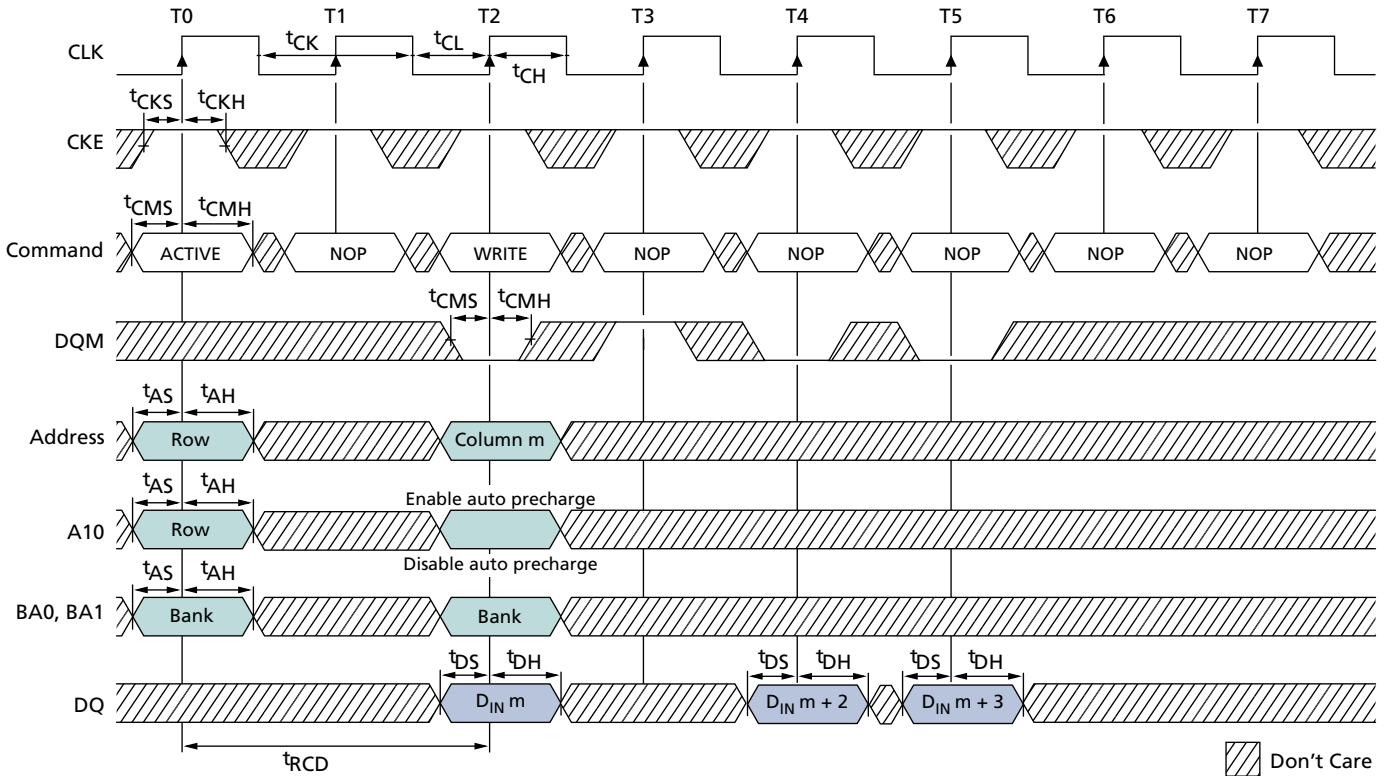 T0 T1 T2 T3 T4 T5 T6 T7
CLK
tCK tCL
tCH
tCKS tCKH
CKE
tCMS tCMH
Command ACTIVE NOP WRITE NOP NOP NOP NOP NOP
tCMS tCMH
DQM
tAS tAH
Address Row Column m
tAS tAH Enable auto precharge
A10 Row
Disable auto precharge
tAS tAH
BA0, BA1 Bank Bank
tDS tDH tDS tDH tDS tDH
DQ DIN m DIN m + 2 DIN m + 3
tRCD
Don't Care